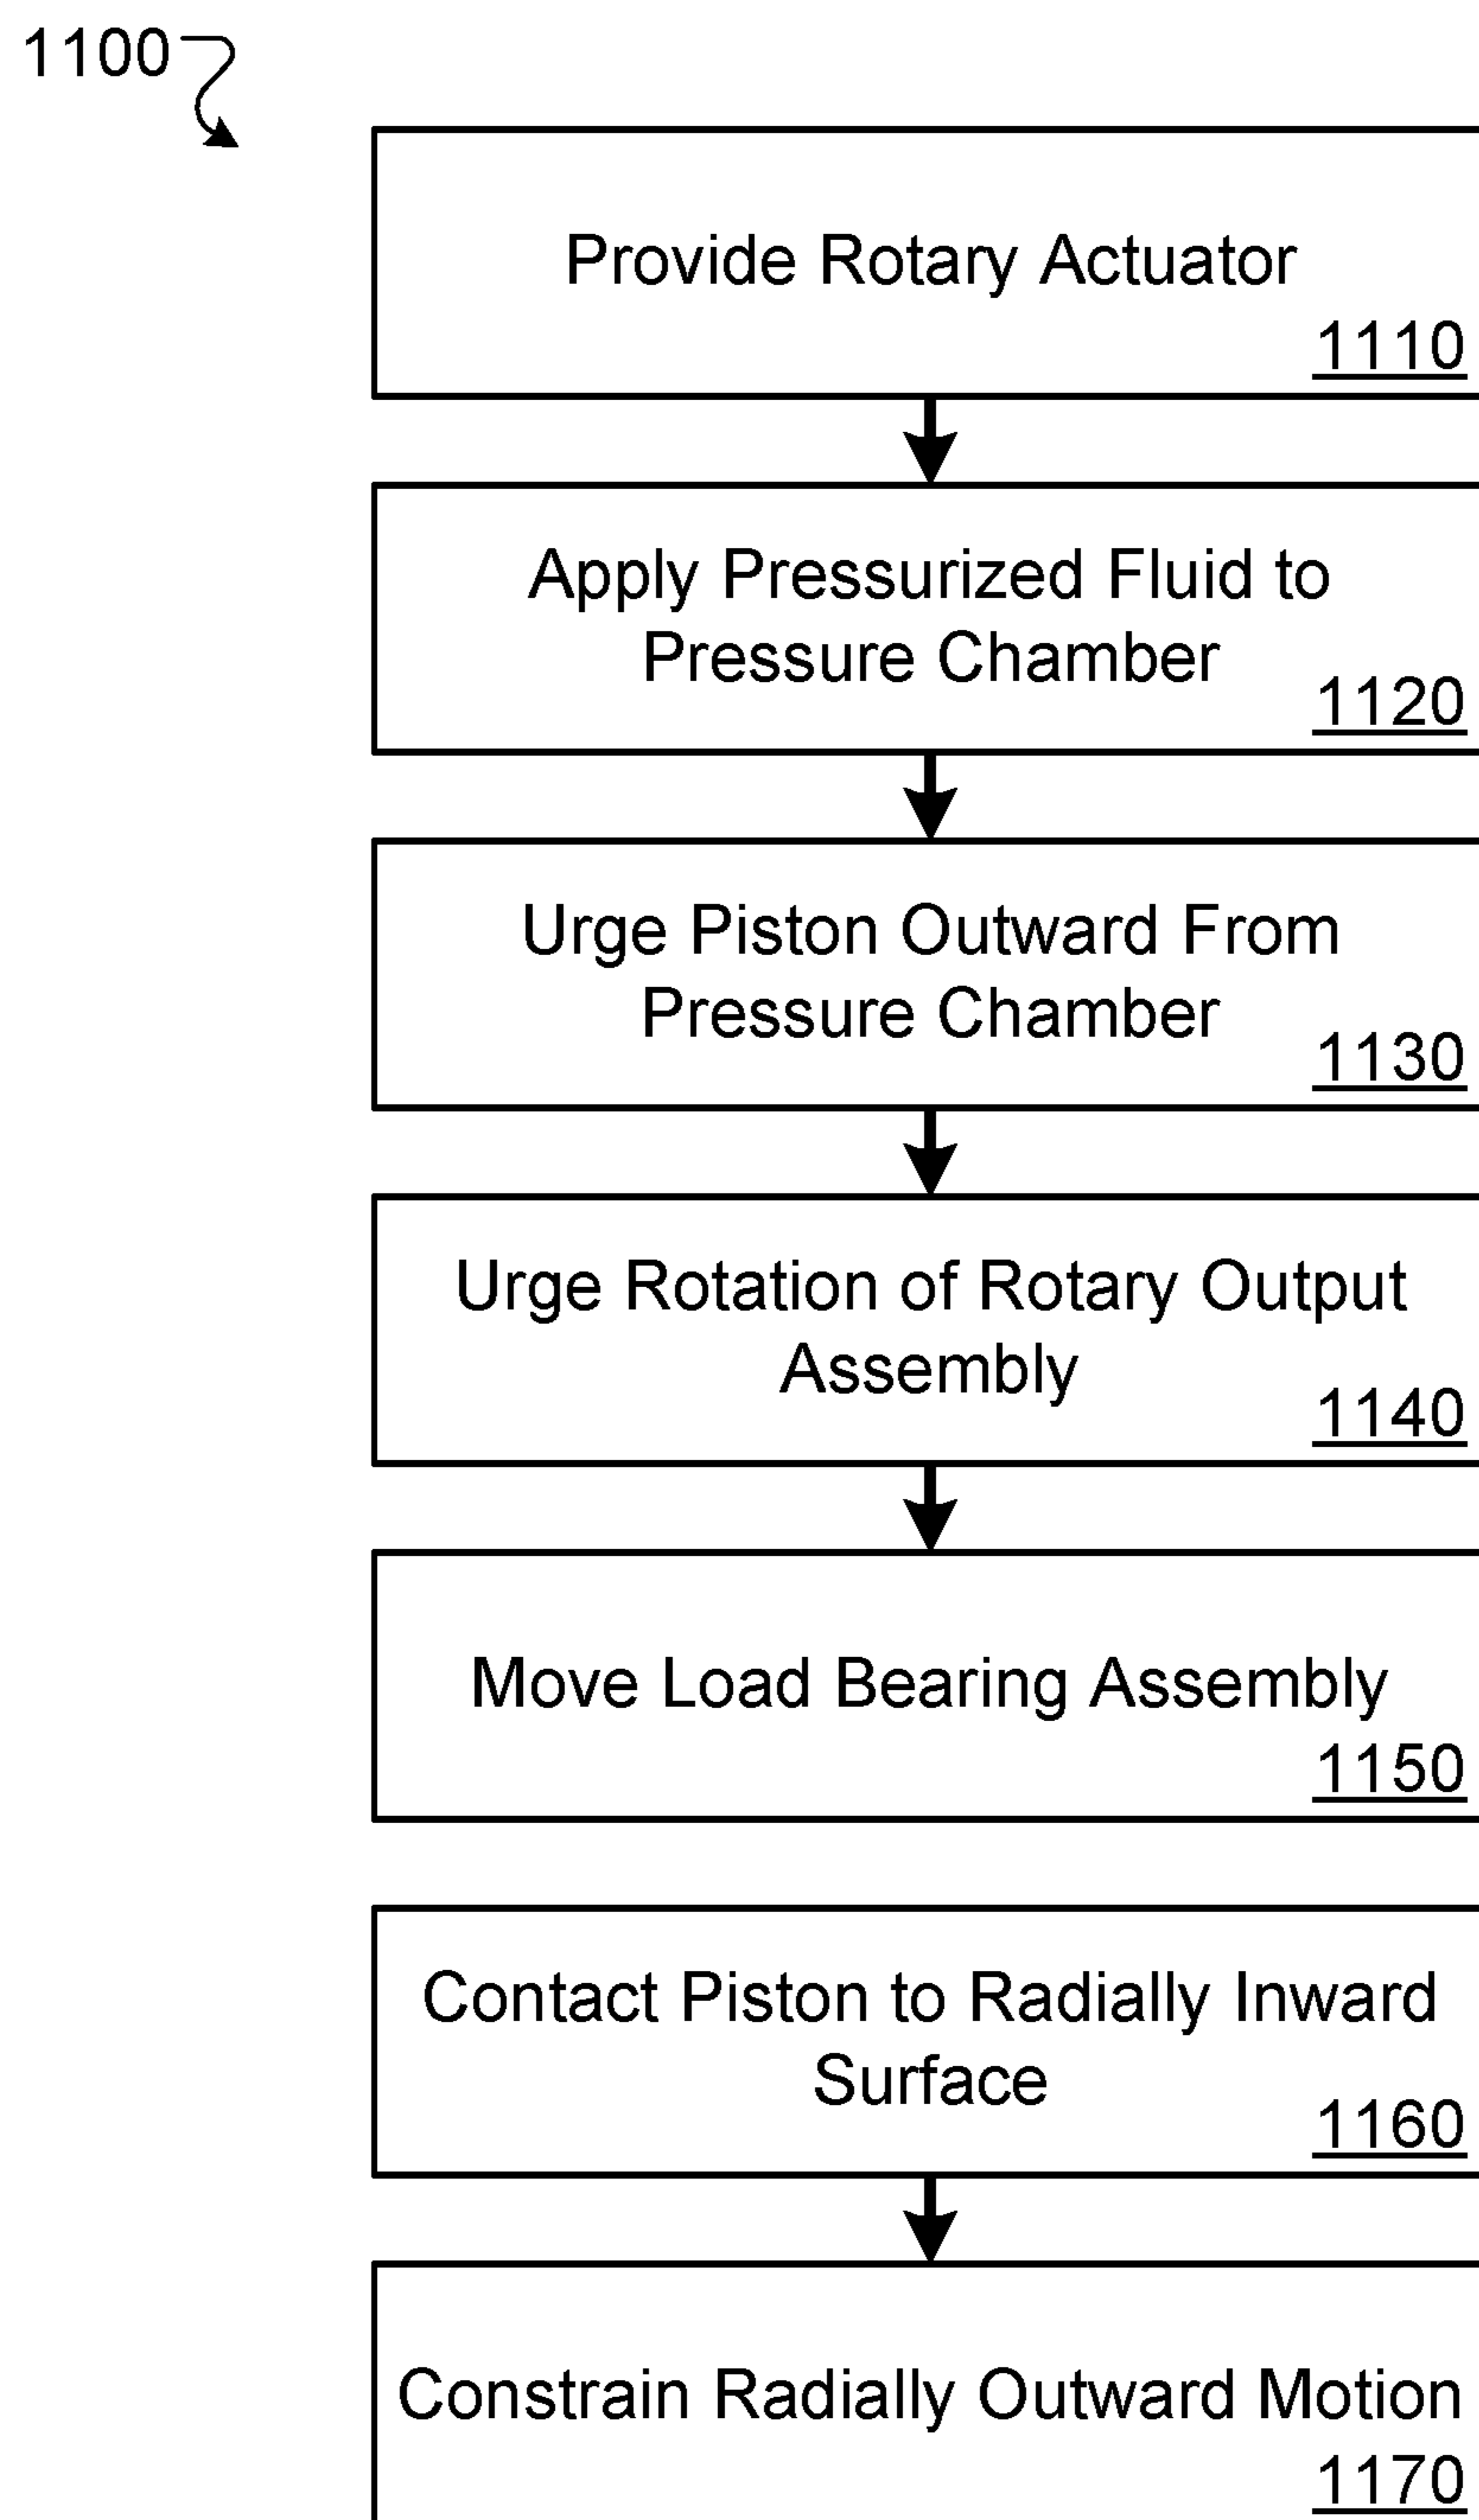 1100
Provide Rotary Actuator
1110
Apply Pressurized Fluid to
Pressure Chamber
1120
Urge Piston Outward From
Pressure Chamber
1130
Urge Rotation of Rotary Output
Assembly
1140
Move Load Bearing Assembly
1150
Contact Piston to Radially Inward
Surface
1160
Constrain Radially Outward Motion
1170